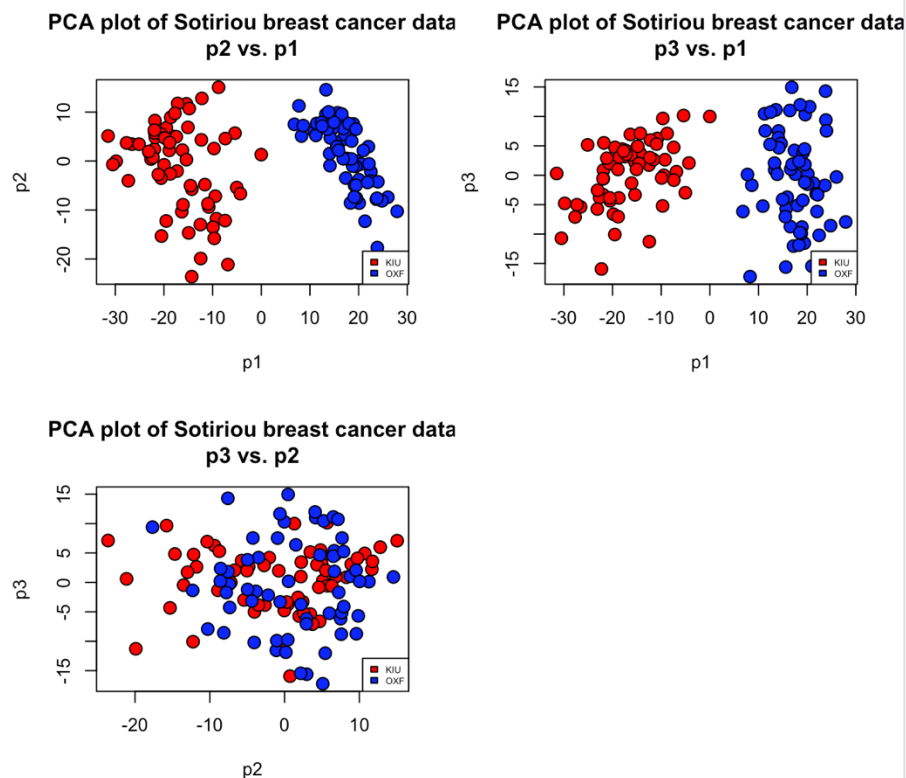 PCA plot of Sotiriou breast cancer data
p2 vs. p1
p2
10
0
-10
-20
KIU
OXF
-30 -20 -10 0 10 20 30
p1
PCA plot of Sotiriou breast cancer data
p3 vs. p1
p3
15
5
0
-5
-15
KIU
OXF
-30 -20 -10 0 10 20 30
p1
PCA plot of Sotiriou breast cancer data
p3 vs. p2
p3
15
5
0
-5
-15
KIU
OXF
-20 -10 0 10
p2